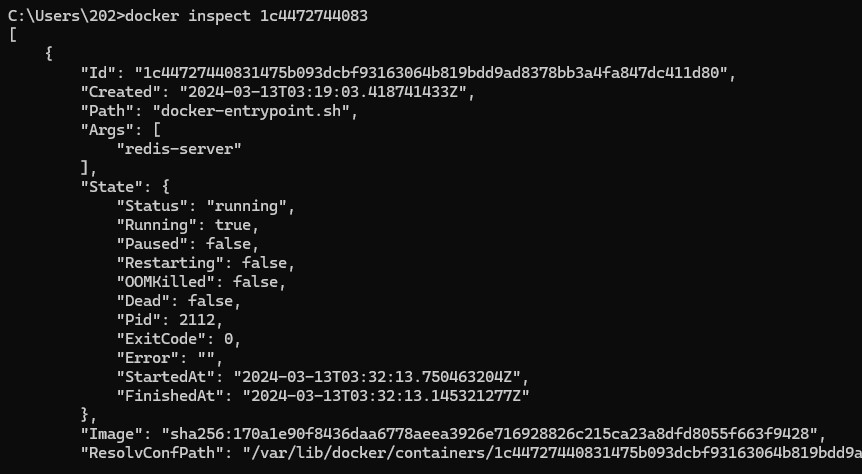 C:\Users\202>docker inspect 1c4472744083
[
    {
        "Id": "1c44727440831475b093dcbf93163064b819bdd9ad8378bb3a4fa847dc411d80",
        "Created": "2024-03-13T03:19:03.418741433Z",
        "Path": "docker-entrypoint.sh",
        "Args": [
            "redis-server"
        ],
        "State": {
            "Status": "running",
            "Running": true,
            "Paused": false,
            "Restarting": false,
            "OOMKilled": false,
            "Dead": false,
            "Pid": 2112,
            "ExitCode": 0,
            "Error": "",
            "StartedAt": "2024-03-13T03:32:13.750463204Z",
            "FinishedAt": "2024-03-13T03:32:13.145321277Z"
        },
        "Image": "sha256:170a1e90f8436daa6778aeea3926e716928826c215ca23a8dfd8055f663f9428",
        "ResolvConfPath": "/var/lib/docker/containers/1c44727440831475b093dcbf93163064b819bdd9a